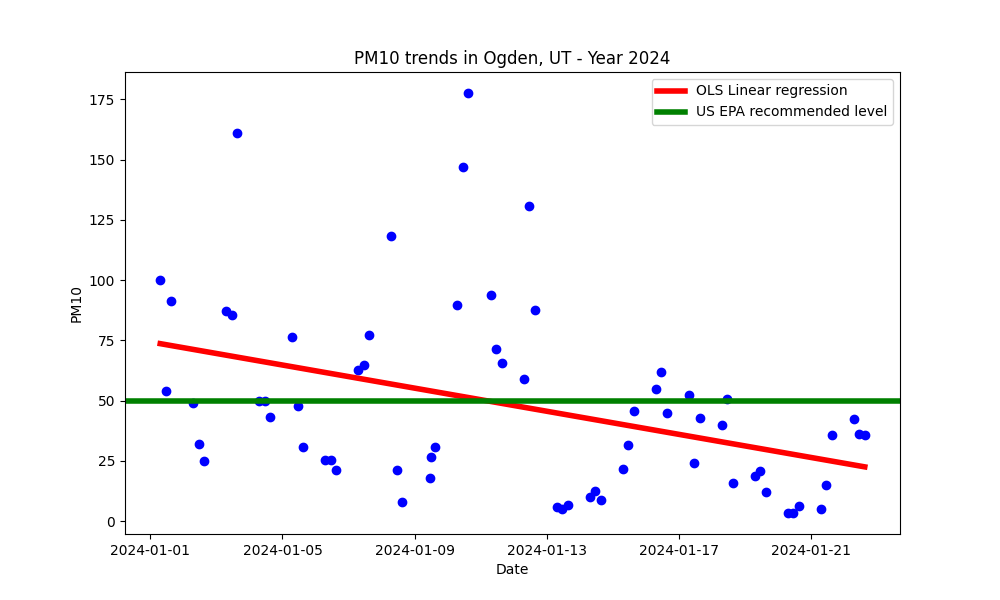 PM10 trends in Ogden, UT - Year 2024
OLS Linear regression
US EPA recommended level
175
150
125
100
75
50
25
0
PM10
2024-01-01 2024-01-05 2024-01-09 2024-01-13 2024-01-17 2024-01-21
Date